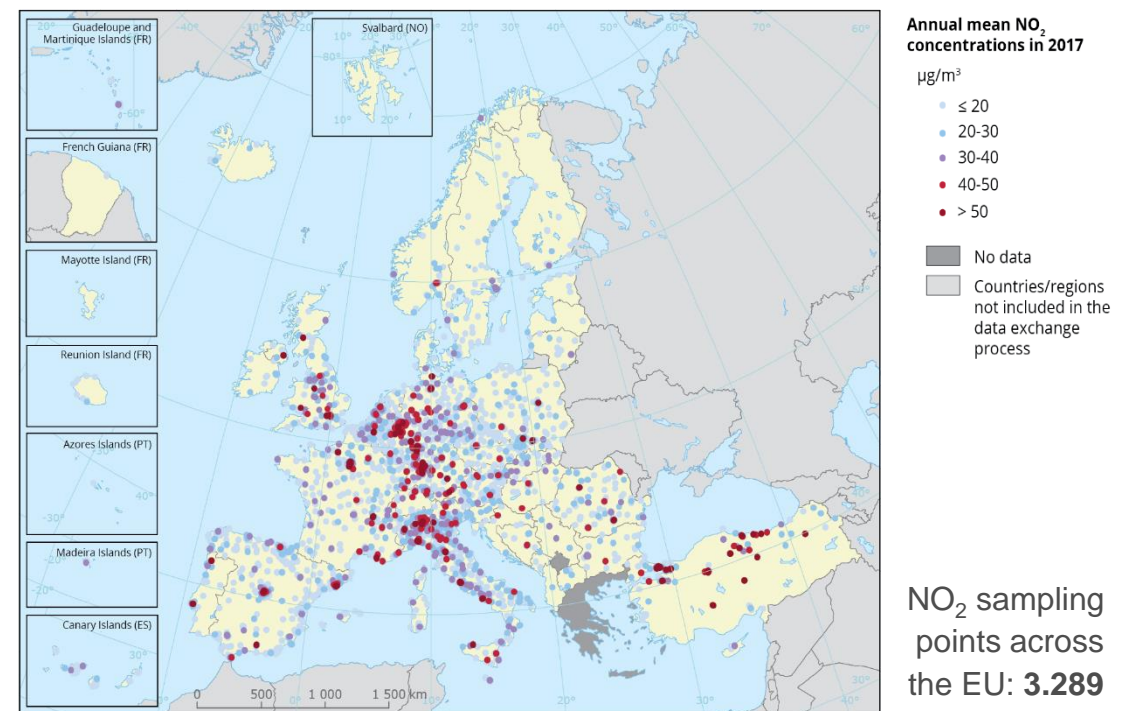 Guadeloupe and
Martinique Islands (FR)
French Guiana (FR)
Mayotte Island (FR)
Reunion Island (FR)
Azores Islands (PT)
Madeira Islands (PT)
Canary Islands (ES)
Svalbard (NO)
0 500 1 000 1 500 km
Annual mean NO₂
concentrations in 2017
µg/m³
≤ 20
20-30
30-40
40-50
> 50
No data
Countries/regions
not included in the
data exchange
process
NO₂ sampling
points across
the EU: 3.289